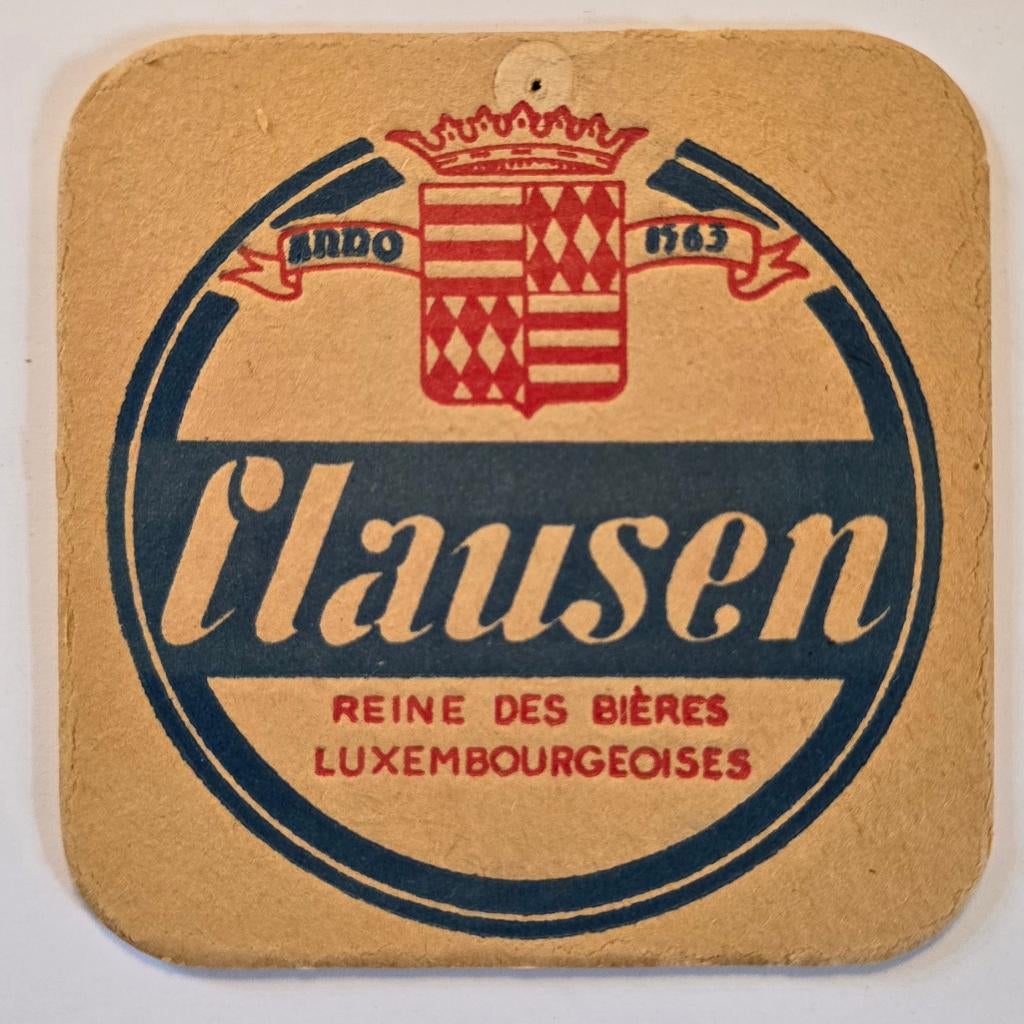 ANNO 1563
Clausen
REINE DES BIÈRES
LUXEMBOURGEOISES